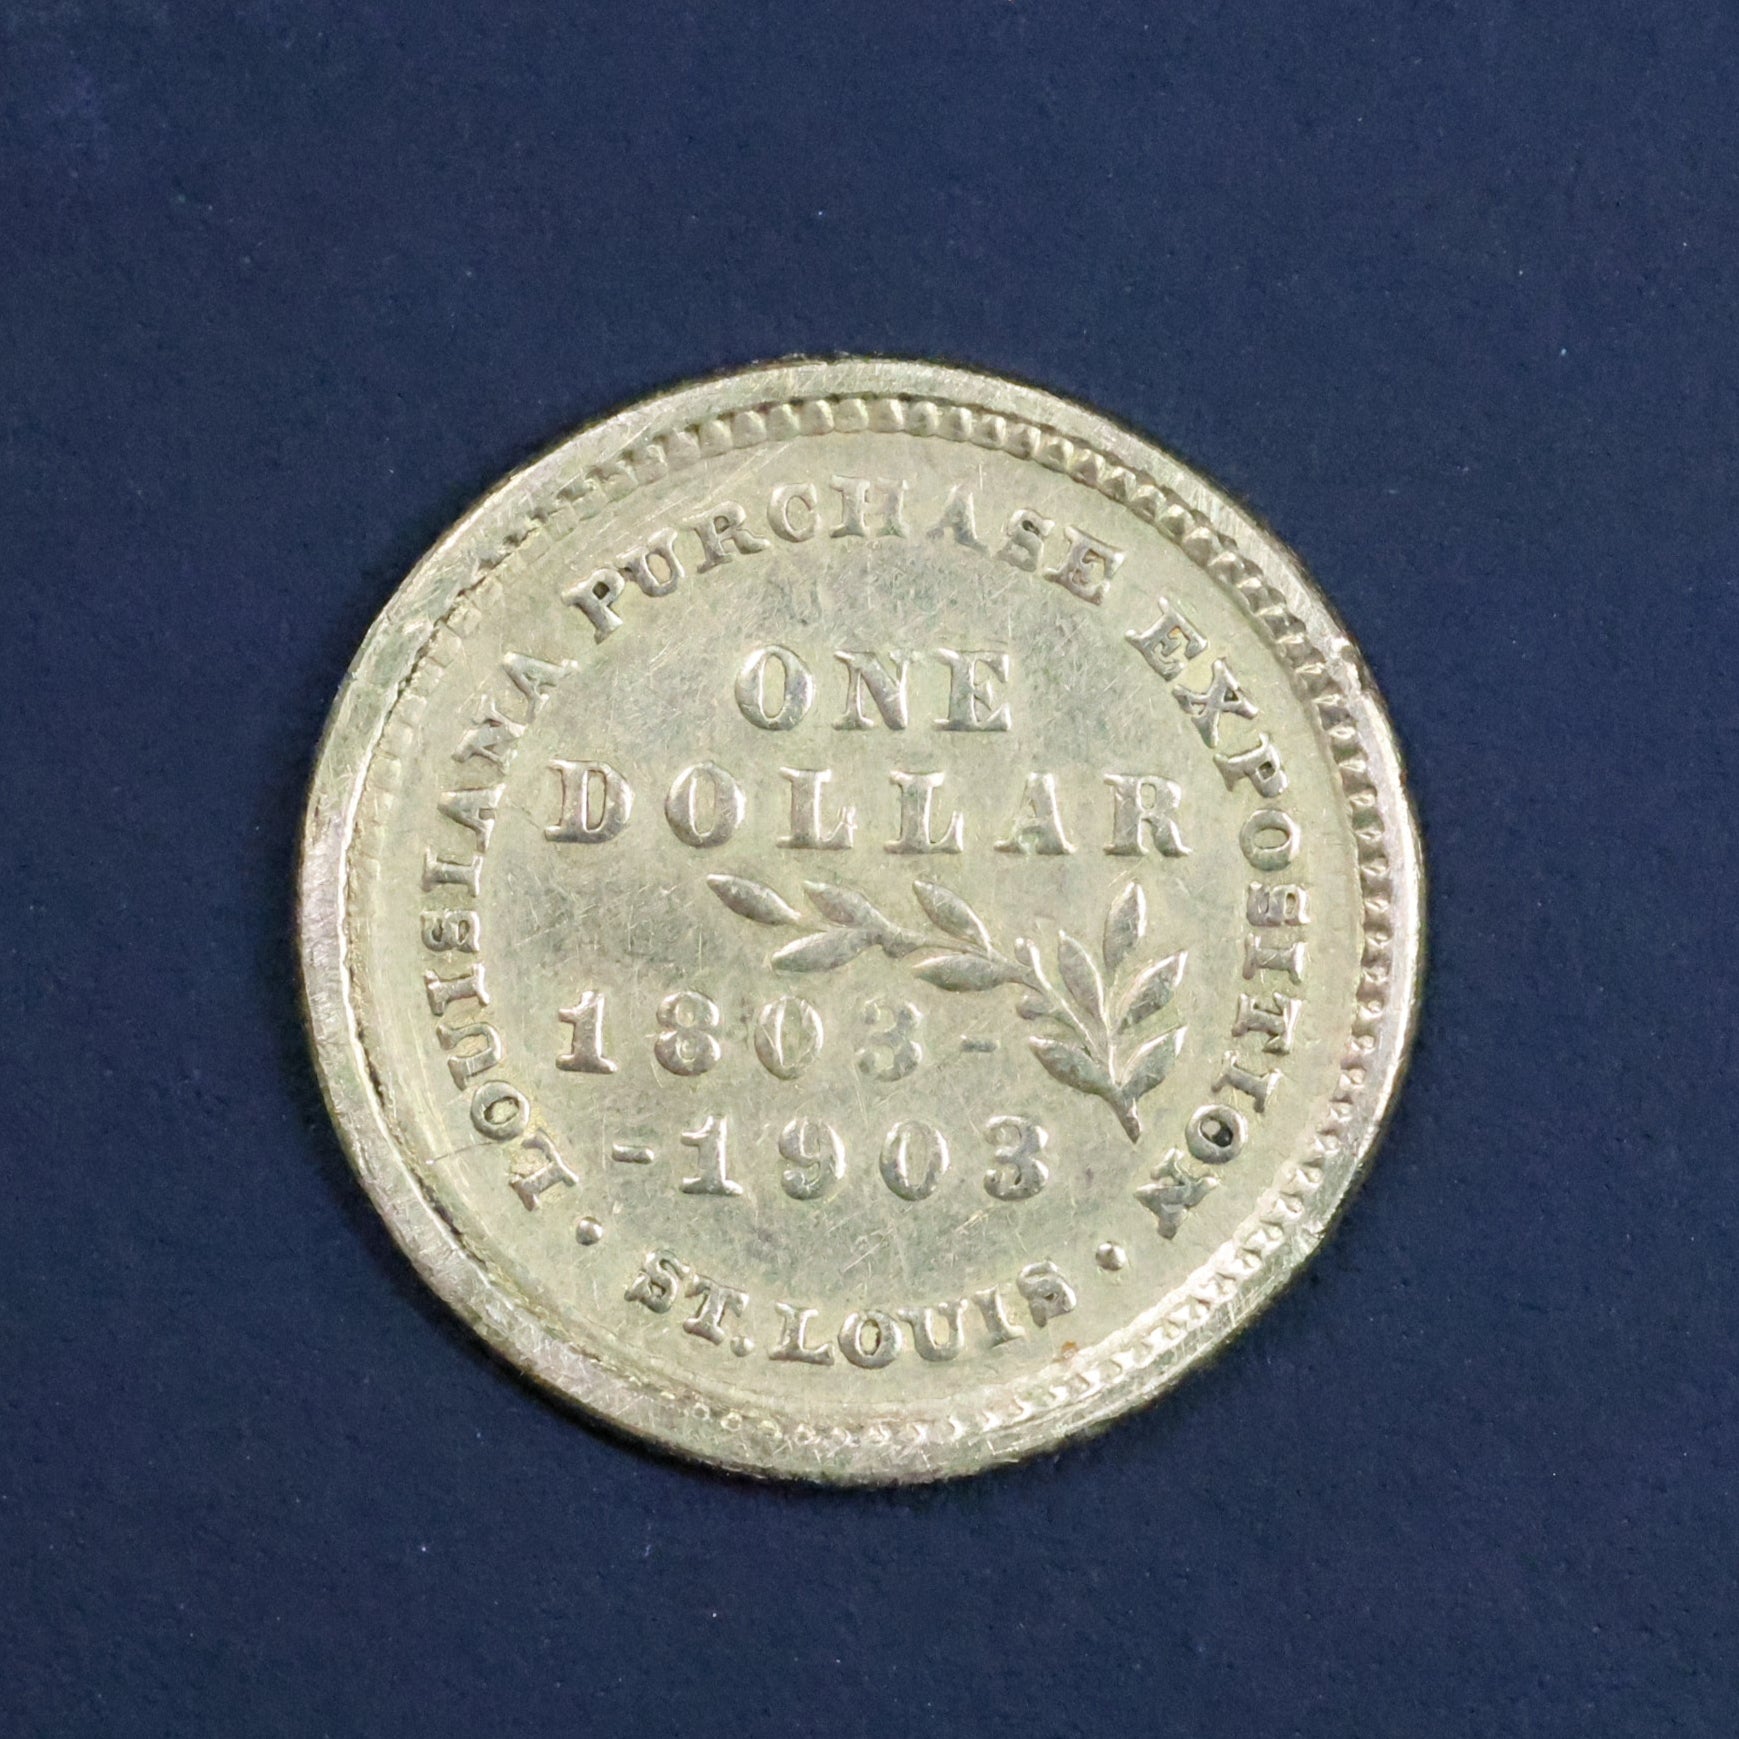 LOUISIANA PURCHASE EXPOSITION
ONE
DOLLAR
1803-
-1903
· ST. LOUIS ·